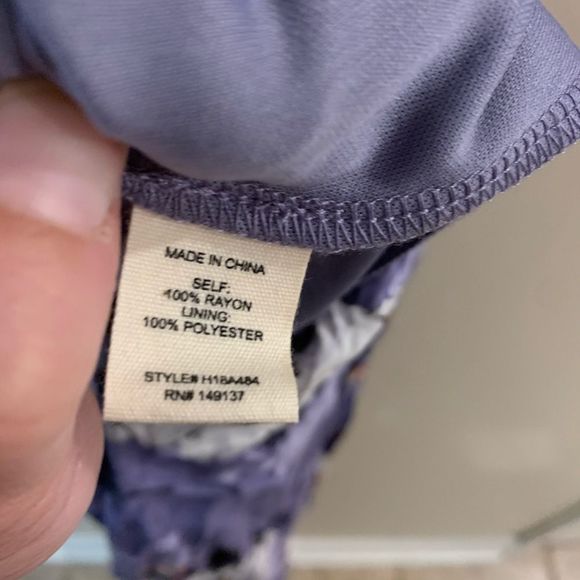 MADE IN CHINA
SELF:
100% RAYON
LINING:
100% POLYESTER
STYLE# H18A484
RN# 149137